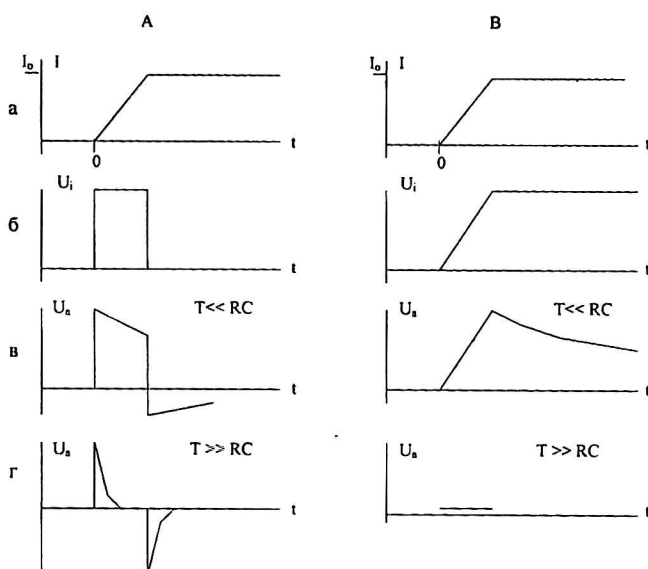 А В
I₀ I I₀ I
а
t t
0 0
Uᵢ Uᵢ
б
t t
Uₐ T<<RC Uₐ T<<RC
в
t t
Uₐ T >> RC Uₐ T >> RC
г
t t